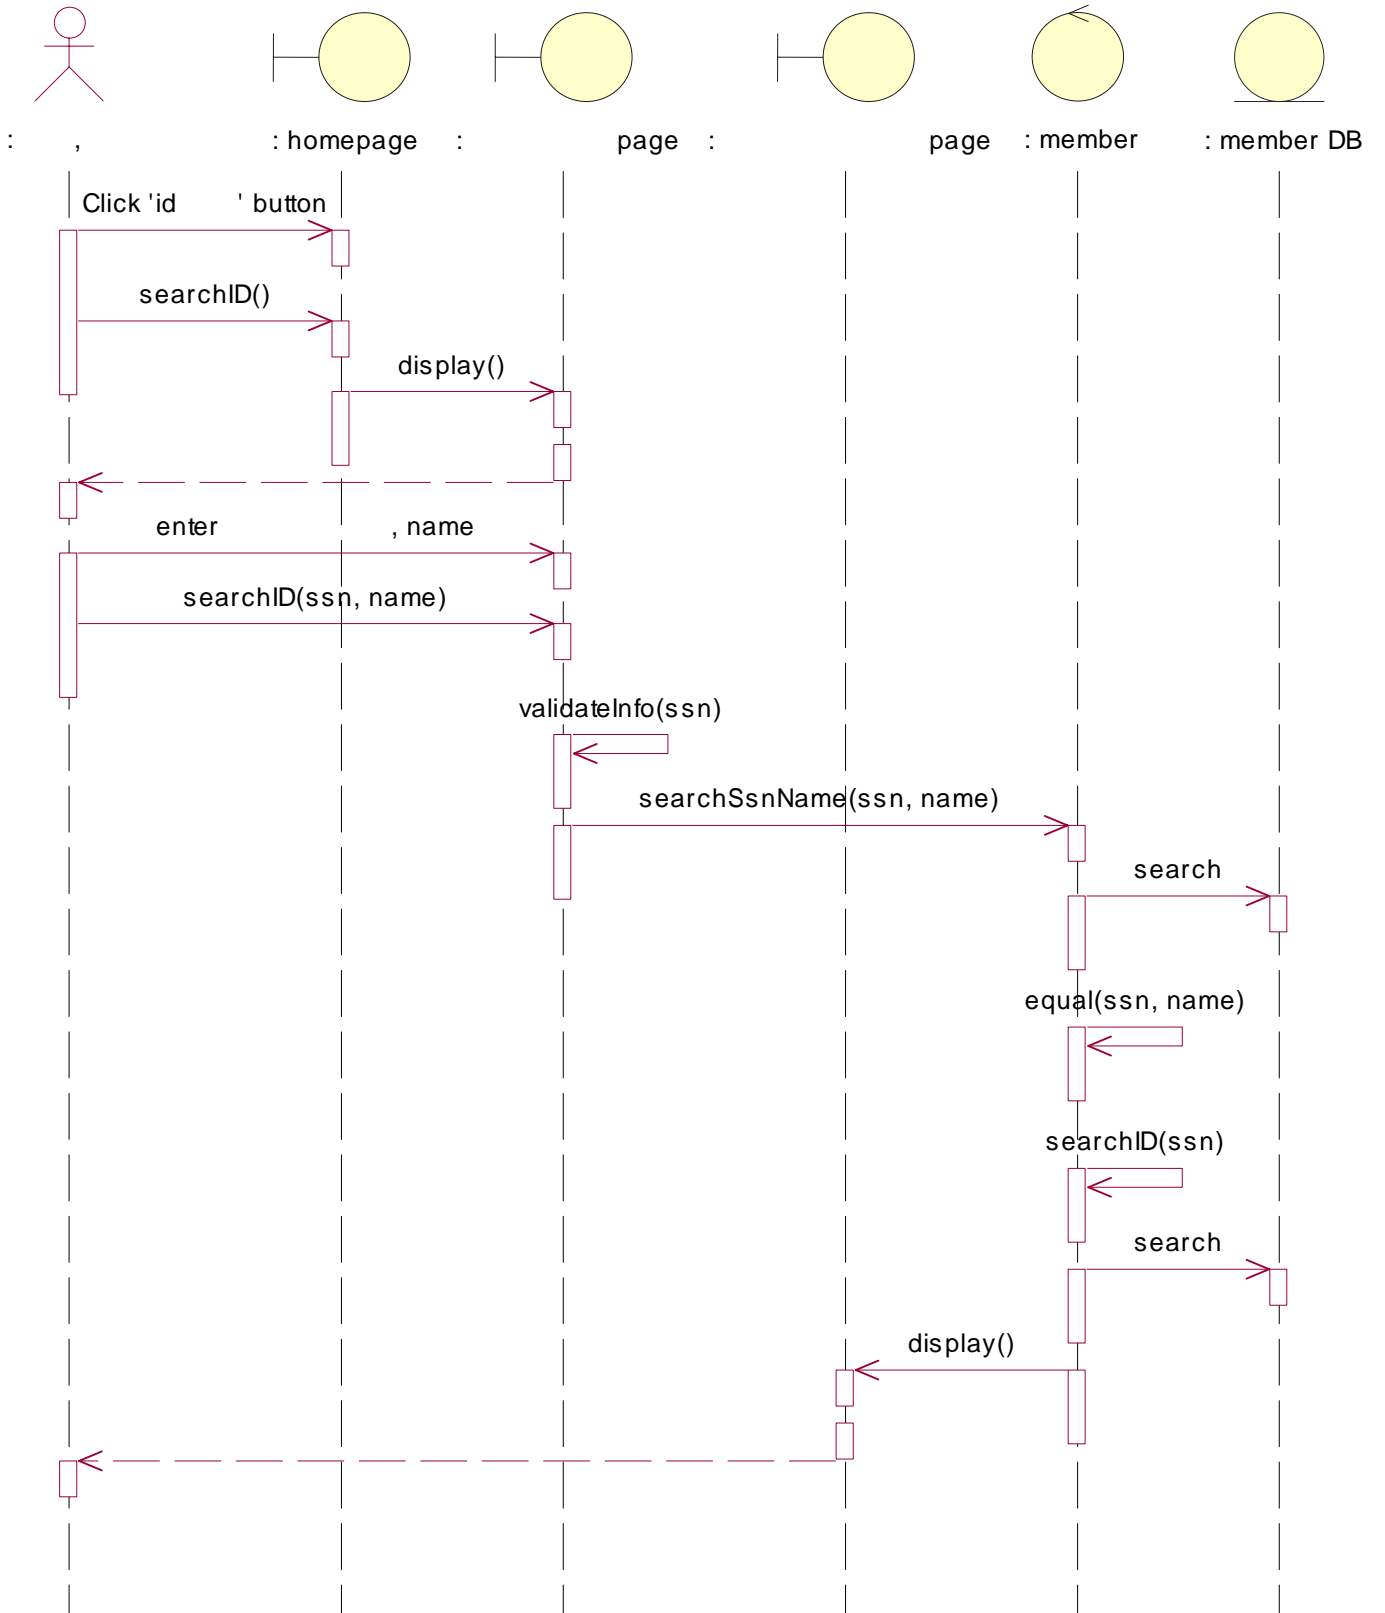 : , : homepage : page : page : member : member DB
Click 'id ' button
searchID()
display()
enter , name
searchID(ssn, name)
validateInfo(ssn)
searchSsnName(ssn, name)
search
equal(ssn, name)
searchID(ssn)
search
display()